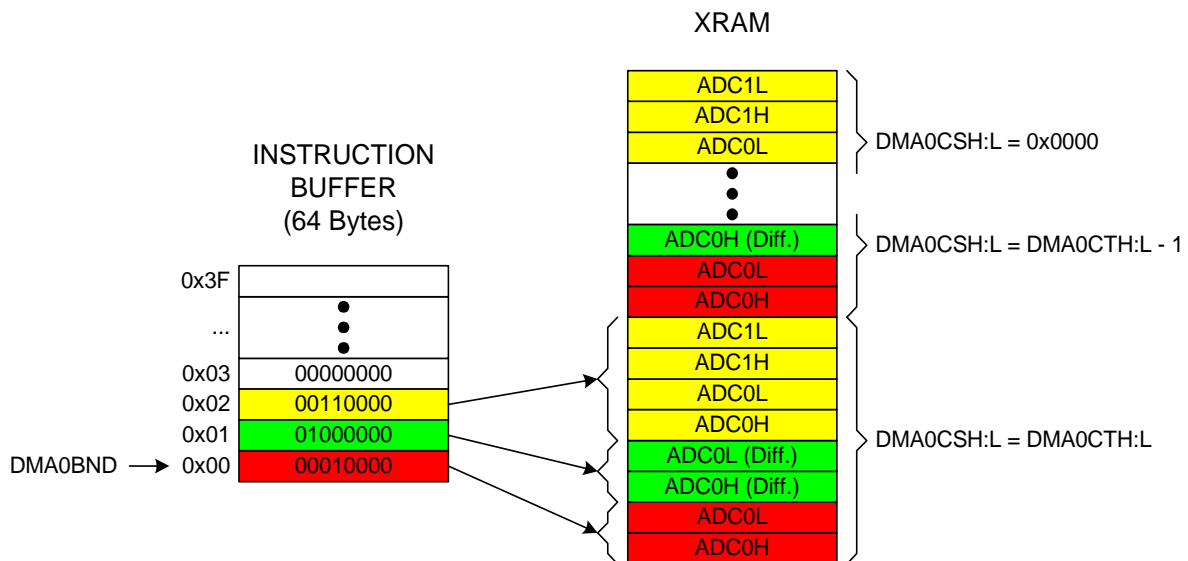 XRAM
INSTRUCTION
BUFFER
(64 Bytes)
0x3F
...
0x03 00000000
0x02 00110000
0x01 01000000
DMA0BND 0x00 00010000
ADC1L
ADC1H
ADC0L
DMA0CSH:L = 0x0000
ADC0H (Diff.)
ADC0L
ADC0H
DMA0CSH:L = DMA0CTH:L - 1
ADC1L
ADC1H
ADC0L
ADC0H
ADC0L (Diff.)
ADC0H (Diff.)
ADC0L
ADC0H
DMA0CSH:L = DMA0CTH:L